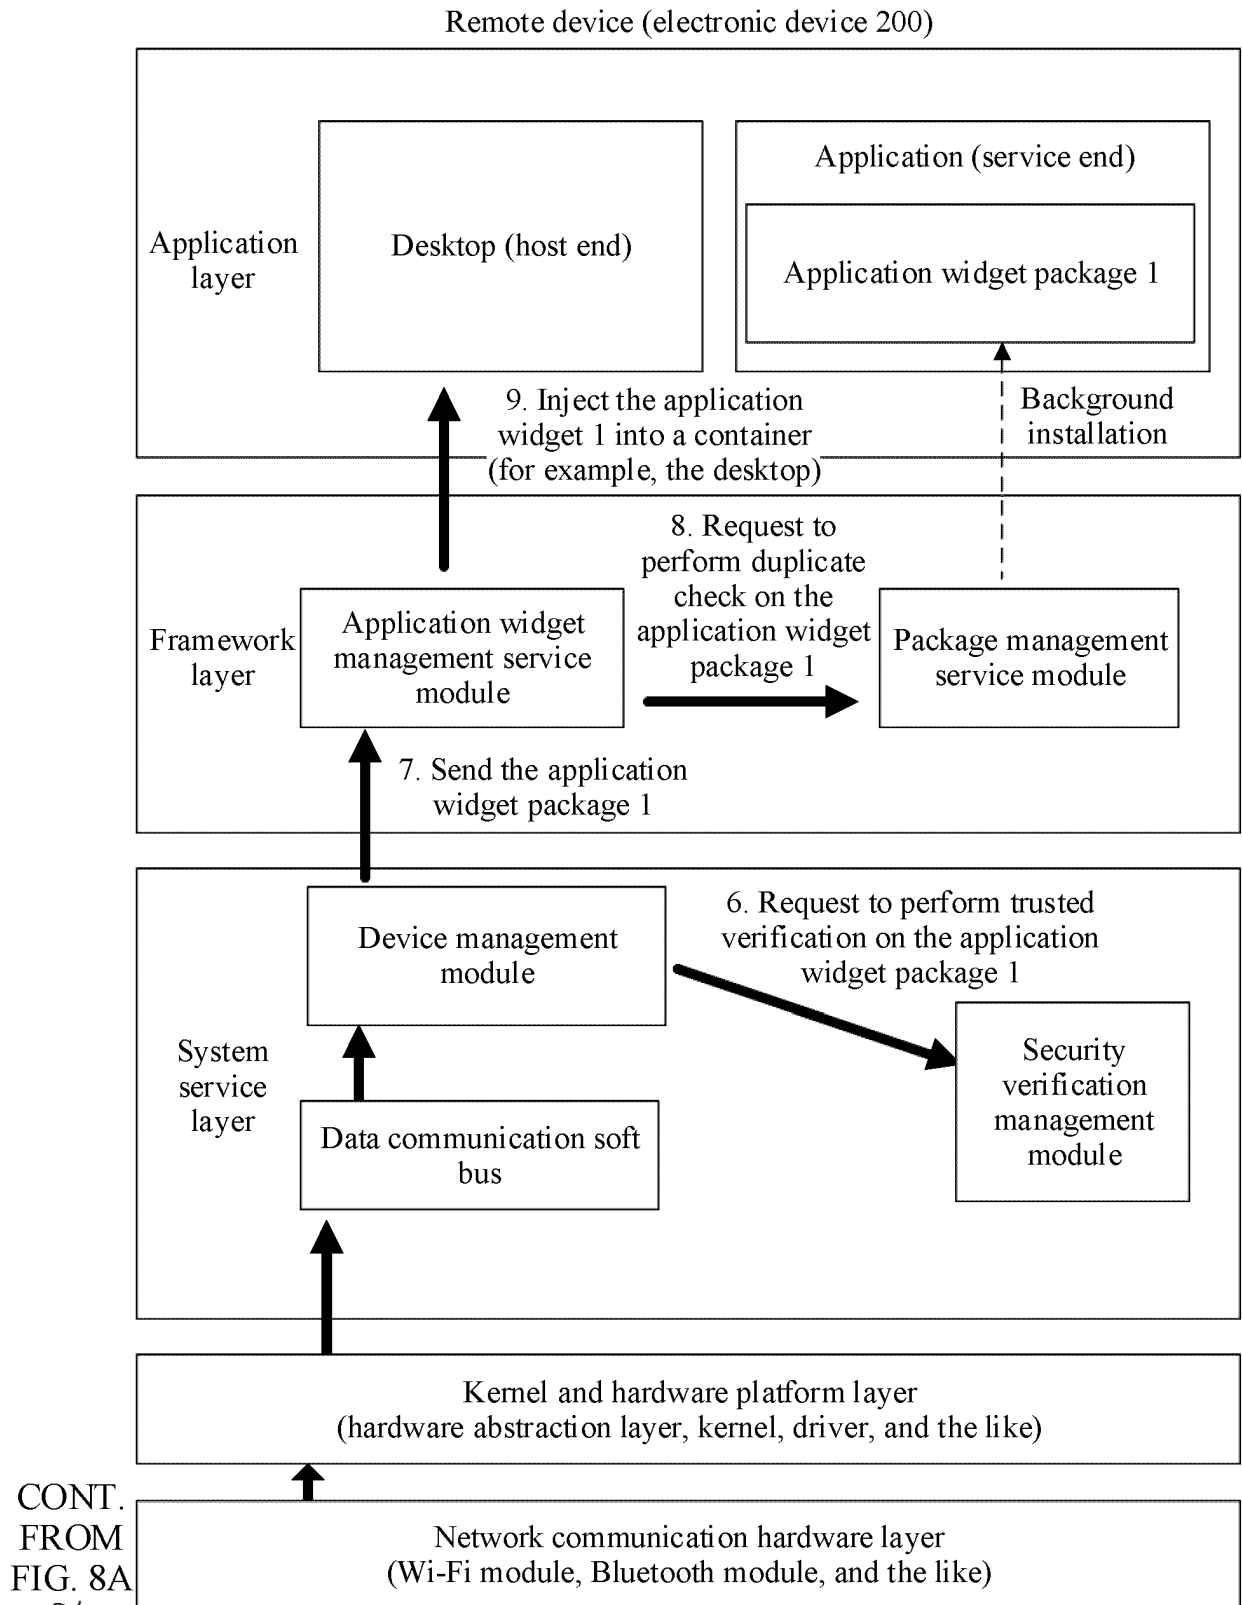 Remote device (electronic device 200)
Application (service end)
Application
layer
Desktop (host end)
Application widget package 1
9. Inject the application
widget 1 into a container
(for example, the desktop)
Background
installation
8. Request to
perform duplicate
check on the
application widget
package 1
Framework
layer
Application widget
management service
module
Package management
service module
7. Send the application
widget package 1
6. Request to perform trusted
verification on the application
widget package 1
Device management
module
System
service
layer
Security
verification
management
module
Data communication soft
bus
Kernel and hardware platform layer
(hardware abstraction layer, kernel, driver, and the like)
CONT.
FROM
FIG. 8A
Network communication hardware layer
(Wi-Fi module, Bluetooth module, and the like)